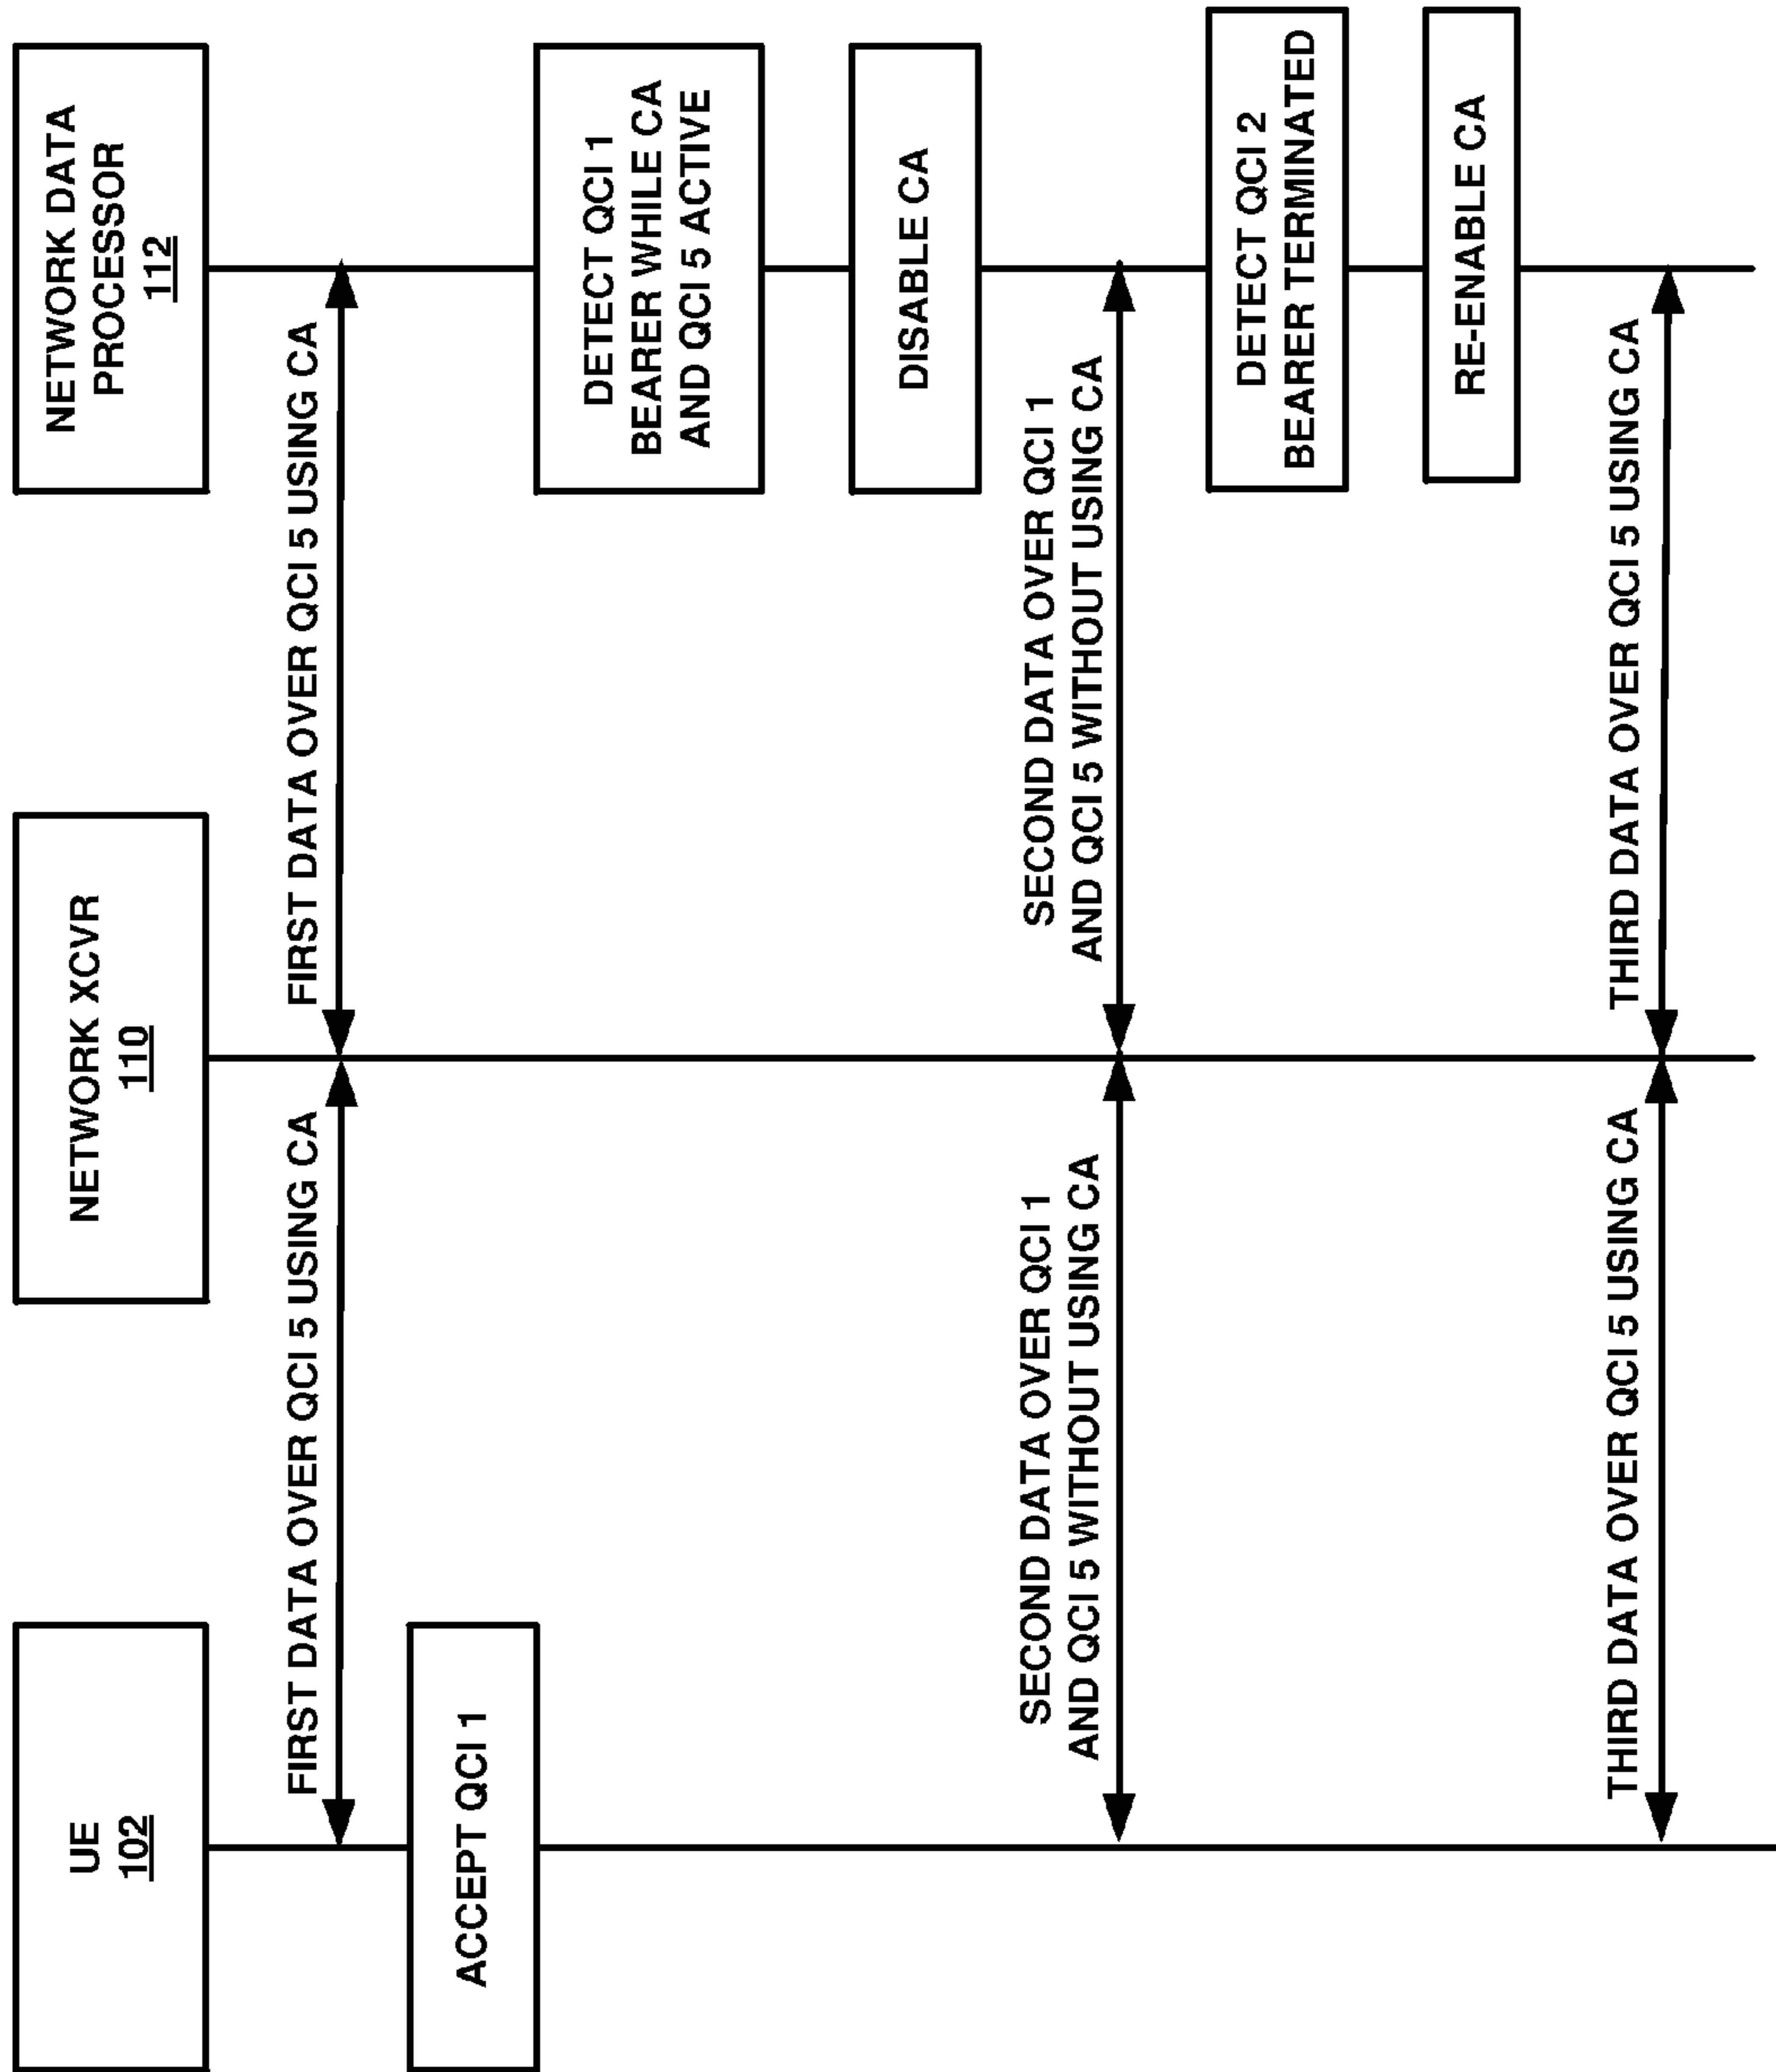 UE
102
NETWORK XCVR
110
NETWORK DATA
PROCESSOR
112
FIRST DATA OVER QCI 5 USING CA
FIRST DATA OVER QCI 5 USING CA
ACCEPT QCI 1
DETECT QCI 1
BEARER WHILE CA
AND QCI 5 ACTIVE
DISABLE CA
SECOND DATA OVER QCI 1
AND QCI 5 WITHOUT USING CA
SECOND DATA OVER QCI 1
AND QCI 5 WITHOUT USING CA
DETECT QCI 2
BEARER TERMINATED
RE-ENABLE CA
THIRD DATA OVER QCI 5 USING CA
THIRD DATA OVER QCI 5 USING CA